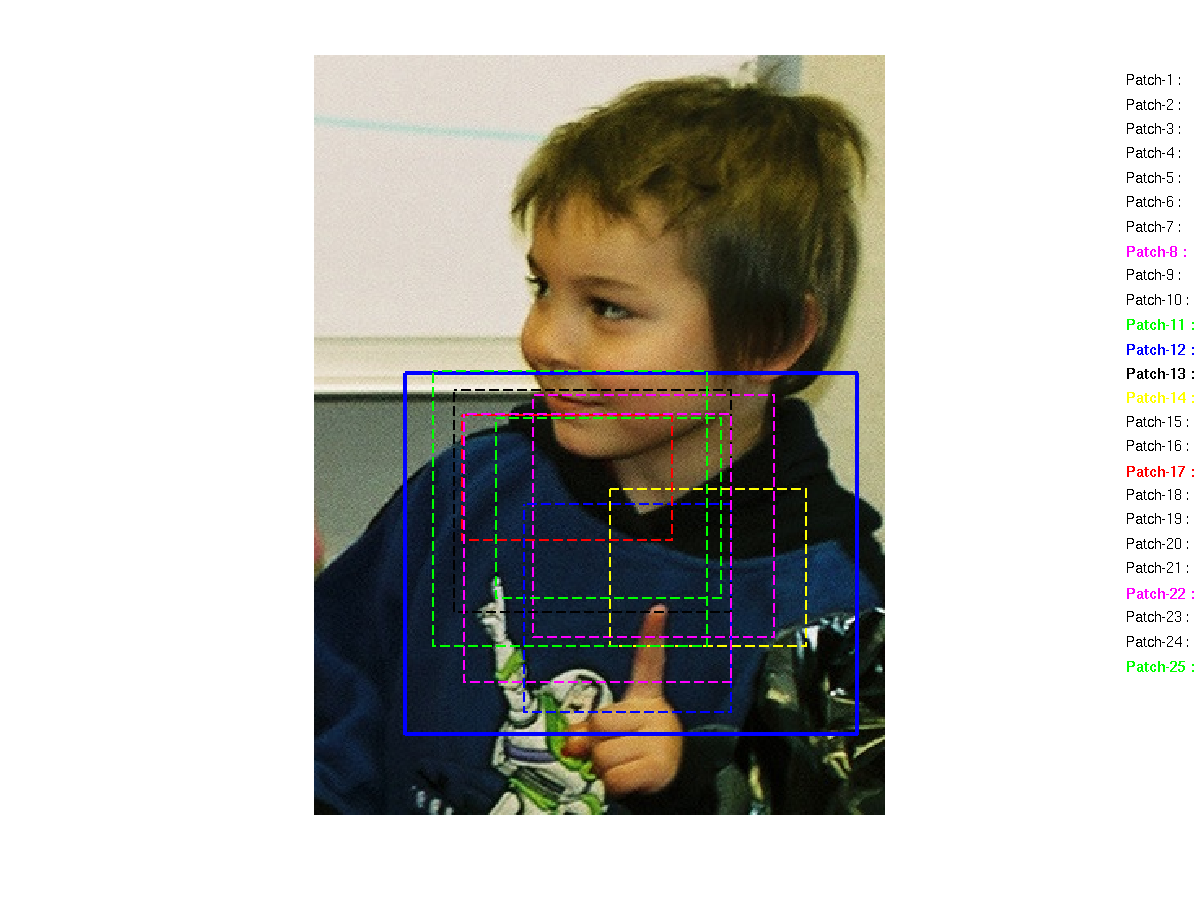 Patch-1 :
Patch-2 :
Patch-3 :
Patch-4 :
Patch-5 :
Patch-6 :
Patch-7 :
Patch-8 :
Patch-9 :
Patch-10 :
Patch-11 :
Patch-12 :
Patch-13 :
Patch-14 :
Patch-15 :
Patch-16 :
Patch-17 :
Patch-18 :
Patch-19 :
Patch-20 :
Patch-21 :
Patch-22 :
Patch-23 :
Patch-24 :
Patch-25 :